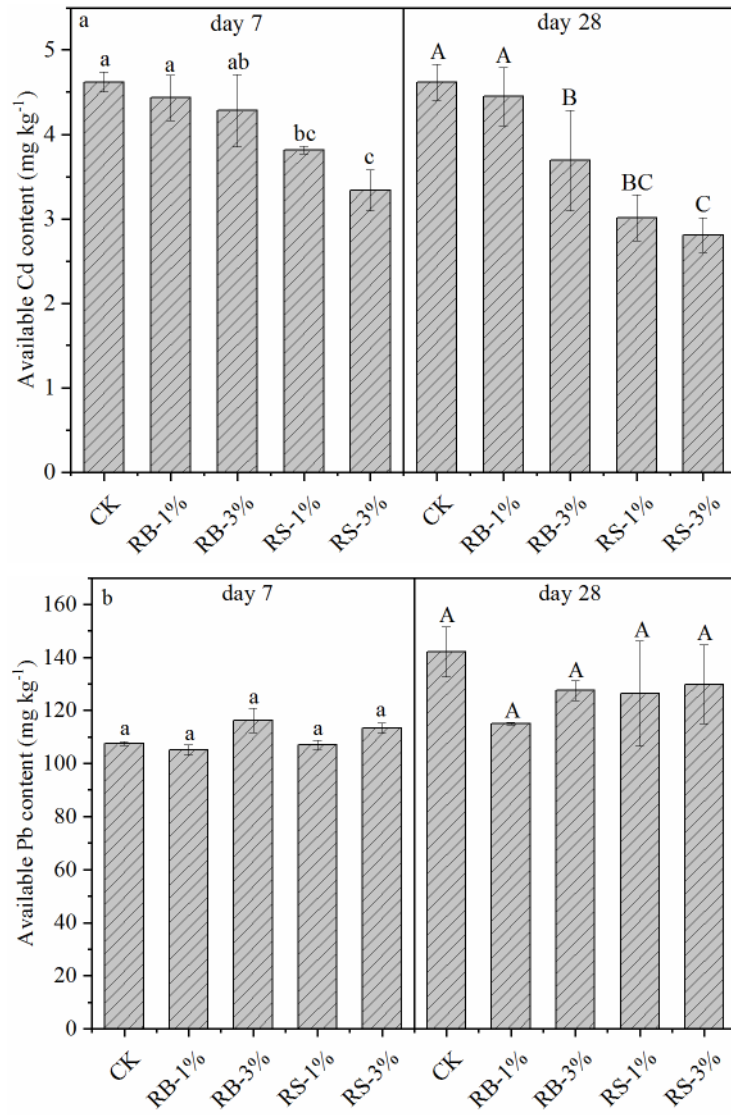 a
day 7
day 28
a
a
ab
bc
c
A
A
B
BC
C
Available Cd content (mg kg⁻¹)
5
4
3
2
1
0
CK
RB-1%
RB-3%
RS-1%
RS-3%
CK
RB-1%
RB-3%
RS-1%
RS-3%
b
day 7
day 28
a
a
a
a
a
A
A
A
A
A
Available Pb content (mg kg⁻¹)
160
140
120
100
80
60
40
20
0
CK
RB-1%
RB-3%
RS-1%
RS-3%
CK
RB-1%
RB-3%
RS-1%
RS-3%